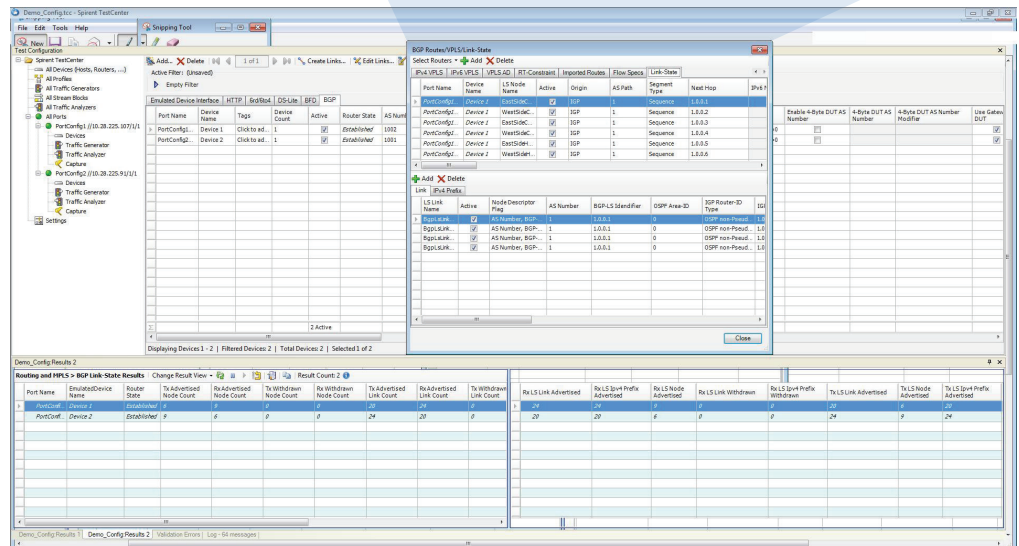 Demo_Config.tcc - Spirent TestCenter
File Edit Tools Help
Snipping Tool
New
Test Configuration
Spirent TestCenter
All Devices (Hosts, Routers, ...)
All Profiles
All Traffic Generators
All Stream Blocks
All Traffic Analyzers
All Ports
PortConfig1 //10.28.225.107/1/1
Devices
Traffic Generator
Traffic Analyzer
Capture
PortConfig2 //10.28.225.91/1/1
Devices
Traffic Generator
Traffic Analyzer
Capture
Settings
Add... Delete 1 of 1 Create Links... Edit Links...
Active Filter: (Unsaved)
Empty Filter
Emulated Device Interface HTTP 6rd/6to4 DS-Lite BFD BGP
Port Name Device Name Tags Device Count Active Router State AS Num
PortConfig1... Device 1 Click to ad... 1 Established 1002
PortConfig2... Device 2 Click to ad... 1 Established 1001
2 Active
Displaying Devices 1 - 2 | Filtered Devices: 2 | Total Devices: 2 | Selected 1 of 2
BGP Routes/VPLS/Link-State
Select Routers Add Delete
IPv4 VPLS IPv6 VPLS VPLS AD RT-Constraint Imported Routes Flow Specs Link-State
Port Name Device Name LS Node Name Active Origin AS Path Segment Type Next Hop IPv6 N
PortConfig1... Device 1 EastSideC... IGP 1 Sequence 1.0.0.1
PortConfig1... Device 1 WestSideC... IGP 1 Sequence 1.0.0.2
PortConfig1... Device 1 EastSideC... IGP 1 Sequence 1.0.0.3
PortConfig1... Device 1 WestSideC... IGP 1 Sequence 1.0.0.4
PortConfig1... Device 1 EastSideH... IGP 1 Sequence 1.0.0.5
PortConfig1... Device 1 WestSideH... IGP 1 Sequence 1.0.0.6
Add Delete
Link IPv4 Prefix
LS Link Name Active Node Descriptor Flag AS Number BGP-LS Identifier OSPF Area-ID IGP Router-ID Type IGI
BgpLsLink... AS Number, BGP-... 1 1.0.0.1 0 OSPF non-Pseud... 1.0
BgpLsLink... AS Number, BGP-... 1 1.0.0.1 0 OSPF non-Pseud... 1.0
BgpLsLink... AS Number, BGP-... 1 1.0.0.1 0 OSPF non-Pseud... 1.0
Close
Enable 4-Byte DUT AS Number 4-Byte DUT AS Number 4-Byte DUT AS Number Modifier Use Gatew DUT
Demo_Config:Results 2
Routing and MPLS > BGP Link-State Results Change Result View Result Count: 2
Port Name EmulatedDevice Name Router State Tx Advertised Node Count Rx Advertised Node Count Tx Withdrawn Node Count Rx Withdrawn Node Count Tx Advertised Link Count Rx Advertised Link Count Tx Withdrawn Link Count
PortConfi... Device 1 Established 6 9 0 0 20 24 0
PortConfi... Device 2 Established 9 6 0 0 24 20 0
Rx LS Link Advertised Rx LS Ipv4 Prefix Advertised Rx LS Node Advertised Rx LS Link Withdrawn Rx LS Ipv4 Prefix Withdrawn Tx LS Link Advertised Tx LS Node Advertised Tx LS Ipv4 Prefix Advertised
24 24 9 0 0 20 6 20
20 20 6 0 0 24 9 24
Demo_Config:Results 1 Demo_Config:Results 2 Validation Errors Log - 64 messages